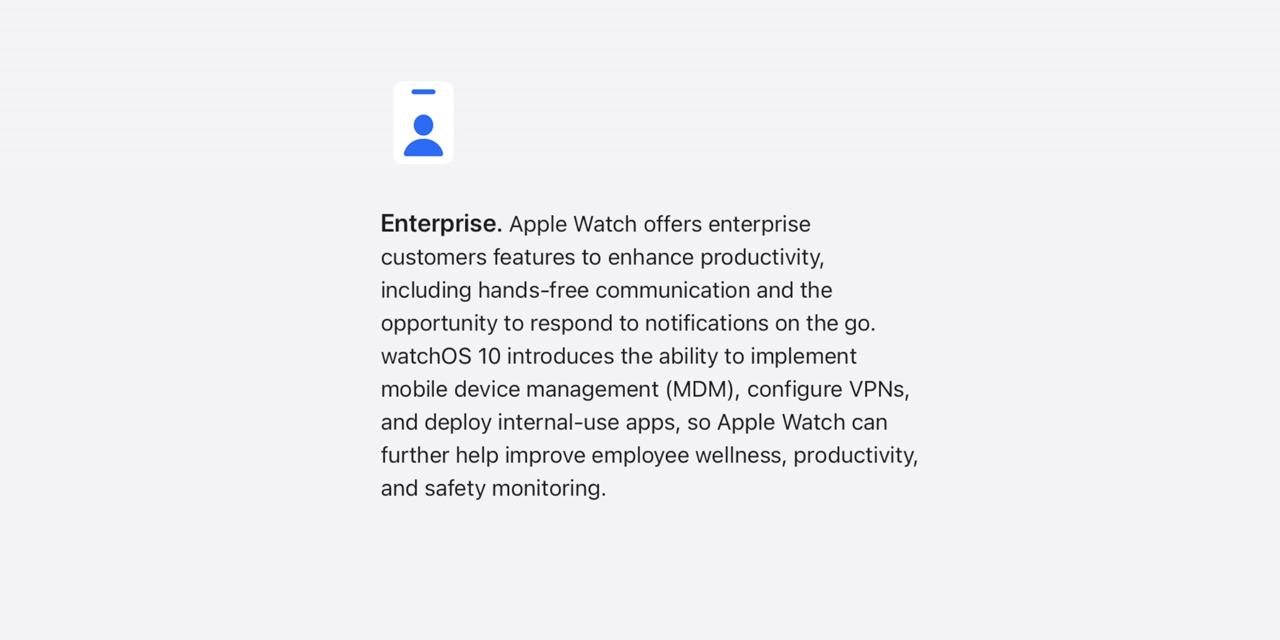 Enterprise. Apple Watch offers enterprise
customers features to enhance productivity,
including hands-free communication and the
opportunity to respond to notifications on the go.
watchOS 10 introduces the ability to implement
mobile device management (MDM), configure VPNs,
and deploy internal-use apps, so Apple Watch can
further help improve employee wellness, productivity,
and safety monitoring.